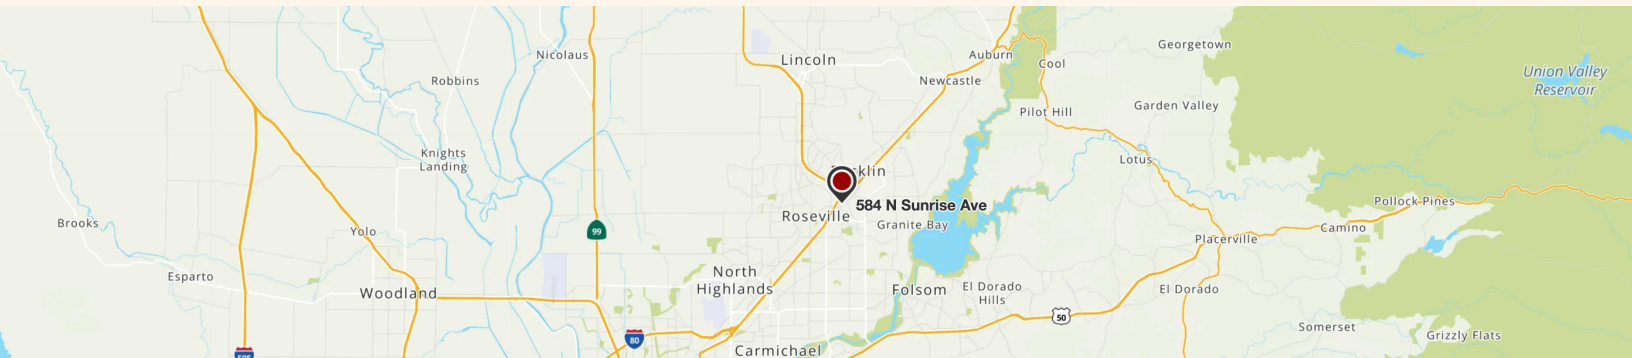 Nicolaus
Lincoln
Auburn
Cool
Georgetown
Robbins
Newcastle
Union Valley
Reservoir
Pilot Hill
Garden Valley
Knights
Landing
Lotus
584 N Sunrise Ave
Roseville
Granite Bay
Pollock Pines
Brooks
Yolo
99
Placerville
Camino
Esparto
North
Highlands
Woodland
Folsom
El Dorado
Hills
El Dorado
50
Somerset
Grizzly Flats
80
Carmichael